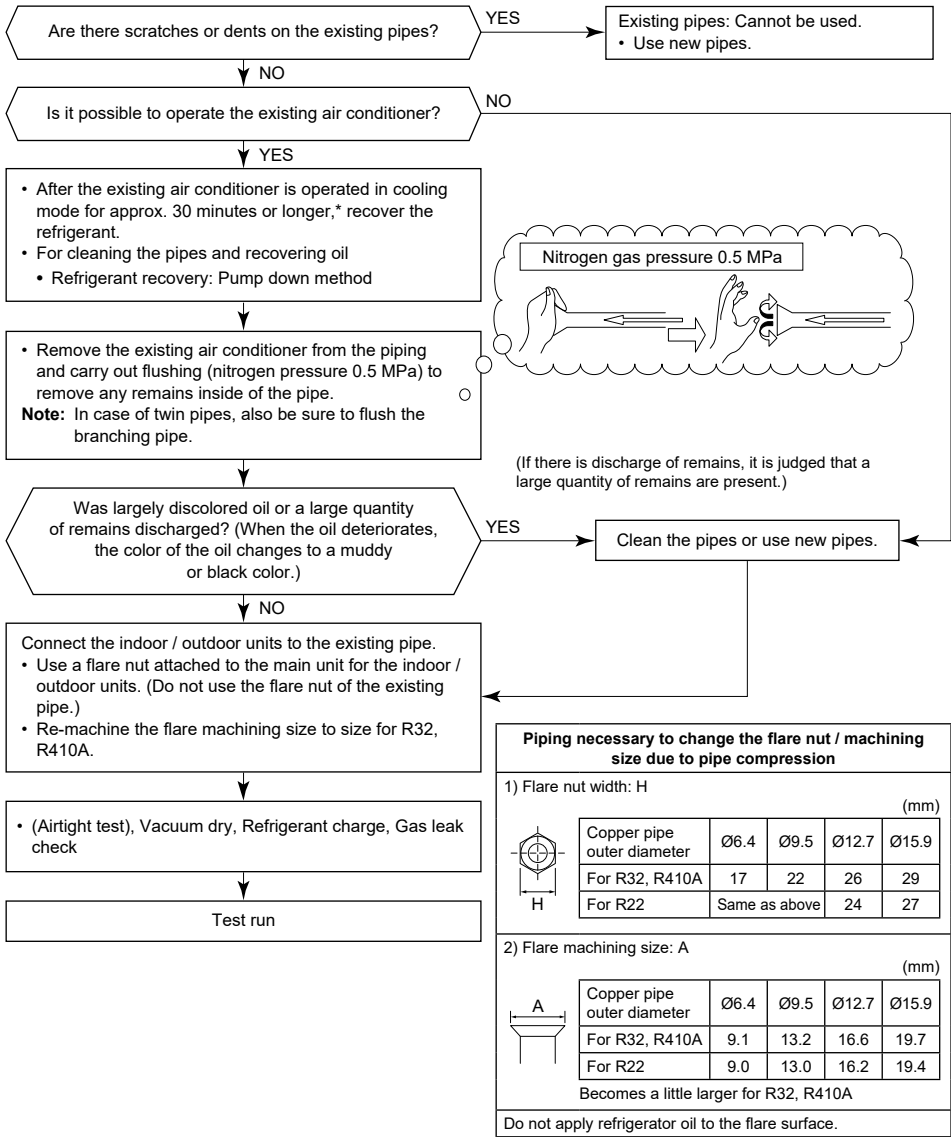 Are there scratches or dents on the existing pipes?
YES
Existing pipes: Cannot be used.
• Use new pipes.
NO
Is it possible to operate the existing air conditioner?
NO
YES
• After the existing air conditioner is operated in cooling
mode for approx. 30 minutes or longer,* recover the
refrigerant.
• For cleaning the pipes and recovering oil
• Refrigerant recovery: Pump down method
Nitrogen gas pressure 0.5 MPa
• Remove the existing air conditioner from the piping
and carry out flushing (nitrogen pressure 0.5 MPa) to
remove any remains inside of the pipe.
Note: In case of twin pipes, also be sure to flush the
branching pipe.
(If there is discharge of remains, it is judged that a
large quantity of remains are present.)
Was largely discolored oil or a large quantity
of remains discharged? (When the oil deteriorates,
the color of the oil changes to a muddy
or black color.)
YES
Clean the pipes or use new pipes.
NO
Connect the indoor / outdoor units to the existing pipe.
• Use a flare nut attached to the main unit for the indoor /
outdoor units. (Do not use the flare nut of the existing
pipe.)
• Re-machine the flare machining size to size for R32,
R410A.
• (Airtight test), Vacuum dry, Refrigerant charge, Gas leak
check
Test run
Piping necessary to change the flare nut / machining
size due to pipe compression
1) Flare nut width: H
(mm)
H
Copper pipe
outer diameter
Ø6.4 Ø9.5 Ø12.7 Ø15.9
For R32, R410A 17 22 26 29
For R22 Same as above 24 27
2) Flare machining size: A
(mm)
A
Copper pipe
outer diameter
Ø6.4 Ø9.5 Ø12.7 Ø15.9
For R32, R410A 9.1 13.2 16.6 19.7
For R22 9.0 13.0 16.2 19.4
Becomes a little larger for R32, R410A
Do not apply refrigerator oil to the flare surface.